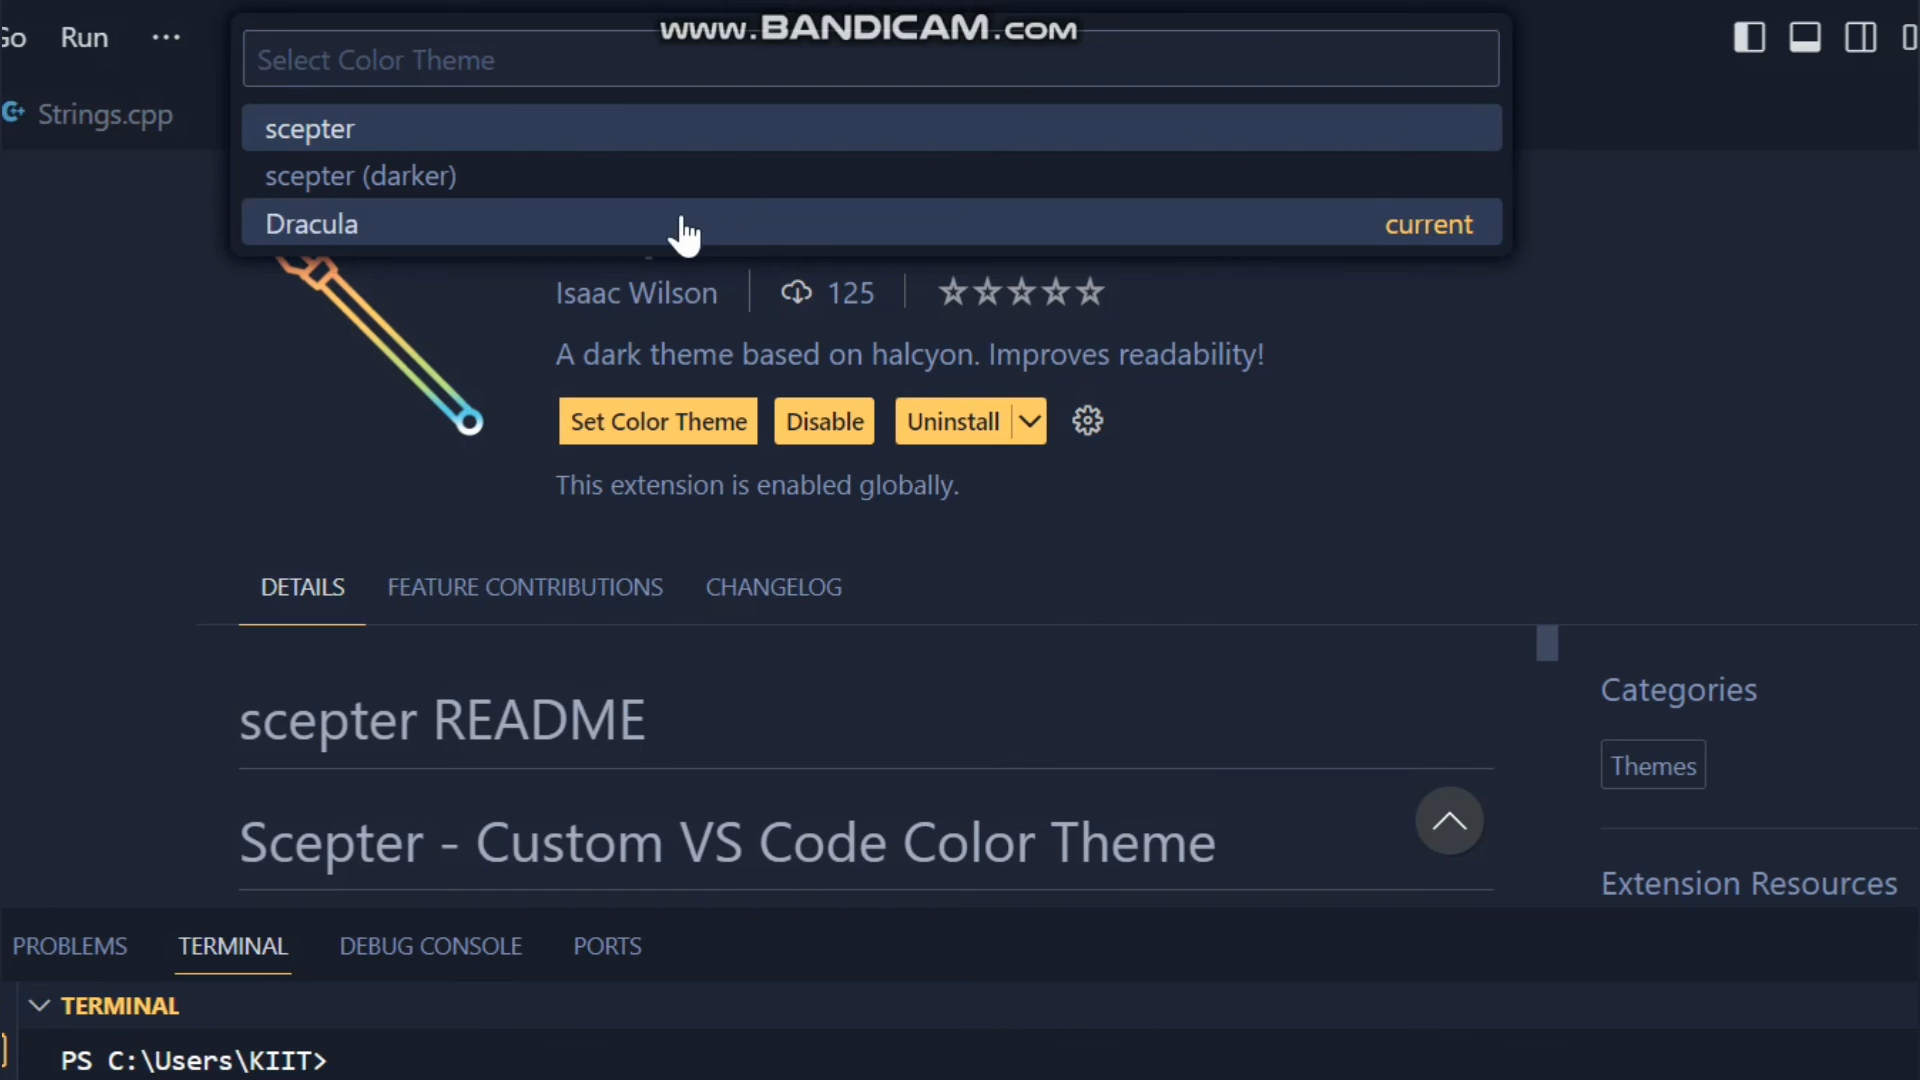 Run ...
www.BANDICAM.com
Select Color Theme
Strings.cpp
scepter
scepter (darker)
Dracula current
Isaac Wilson 125
A dark theme based on halcyon. Improves readability!
Set Color Theme Disable Uninstall
This extension is enabled globally.
DETAILS FEATURE CONTRIBUTIONS CHANGELOG
scepter README
Categories
Themes
Scepter - Custom VS Code Color Theme
Extension Resources
PROBLEMS TERMINAL DEBUG CONSOLE PORTS
TERMINAL
PS C:\Users\KIIT>